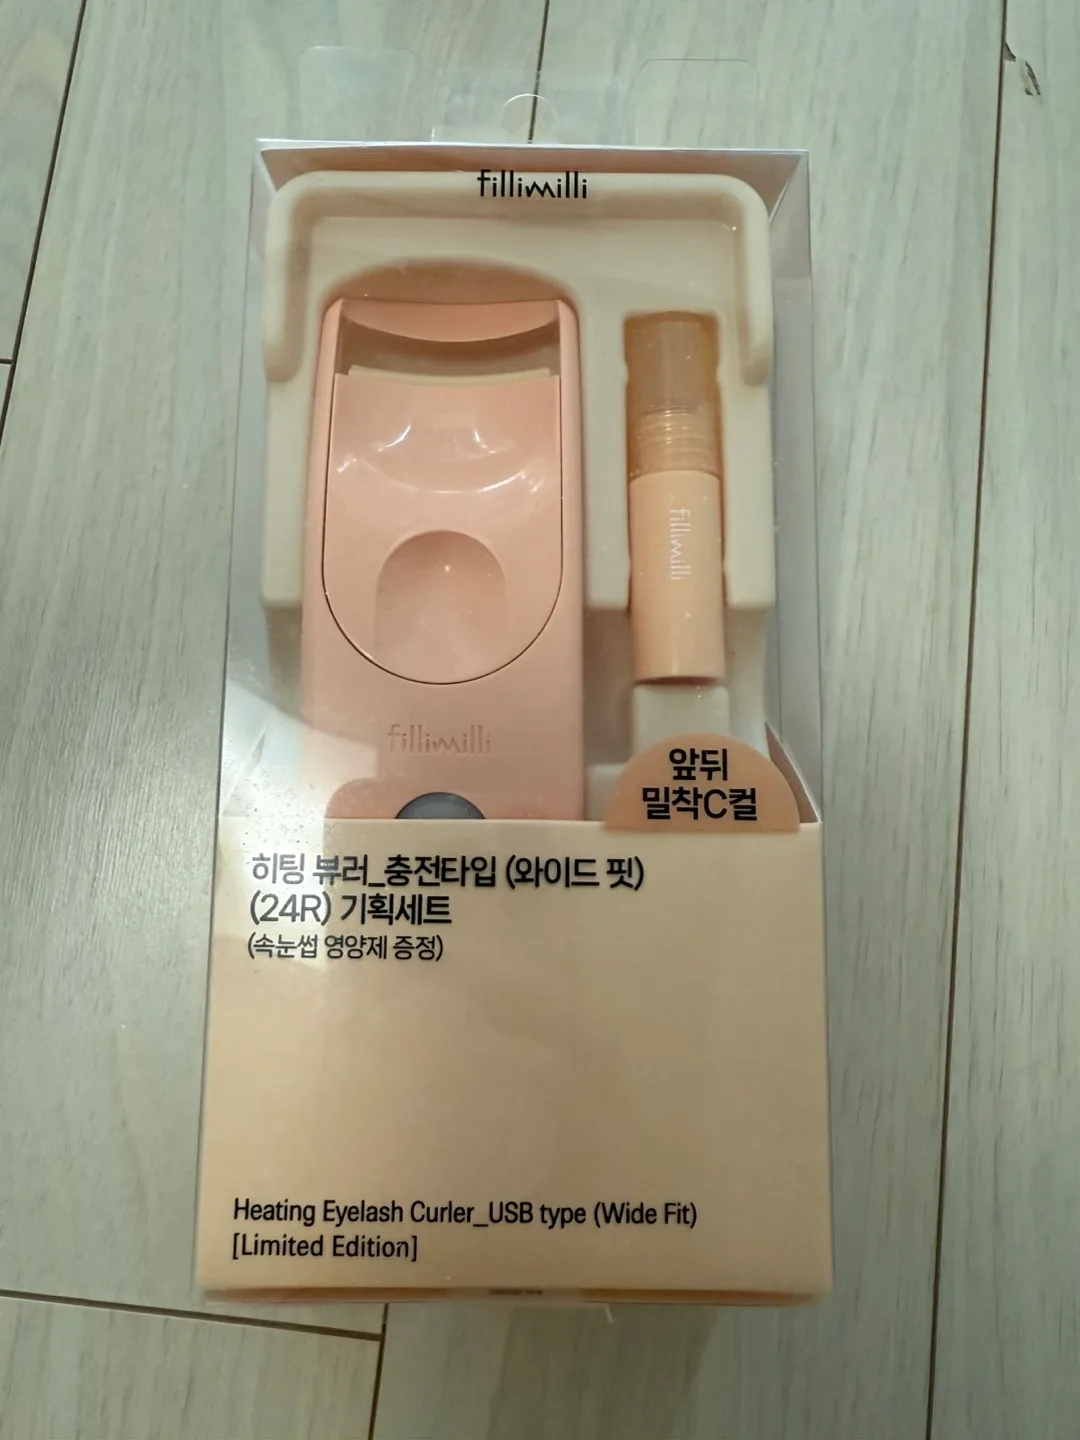 fillimilli
fillimilli
fillimilli
앞뒤
밀착C컬
히팅 뷰러_충전타입 (와이드 핏)
(24R) 기획세트
(속눈썹 영양제 증정)
Heating Eyelash Curler_USB type (Wide Fit)
[Limited Edition]